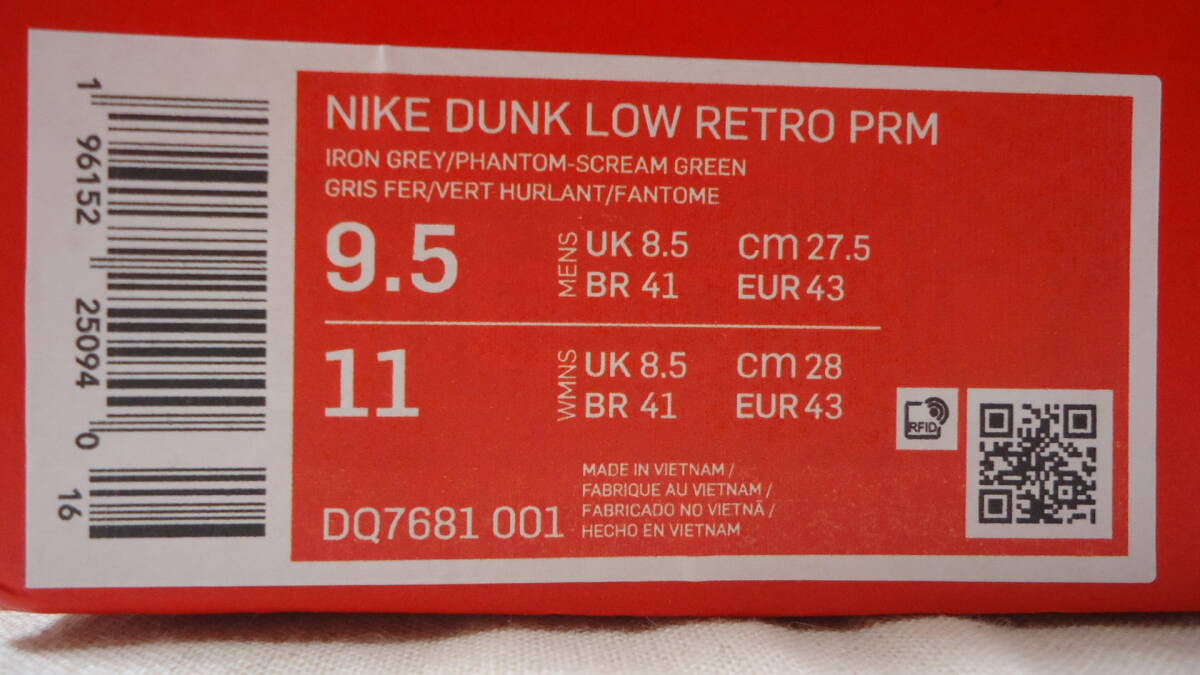 NIKE DUNK LOW RETRO PRM
IRON GREY/PHANTOM-SCREAM GREEN
GRIS FER/VERT HURLANT/FANTOME
9.5 MENS UK 8.5 cm 27.5
BR 41 EUR 43
11 WMNS UK 8.5 cm 28
BR 41 EUR 43
RFID
DQ7681 001
MADE IN VIETNAM /
FABRIQUE AU VIETNAM /
FABRICADO NO VIETNÃ /
HECHO EN VIETNAM
1 96152 25094 0 16